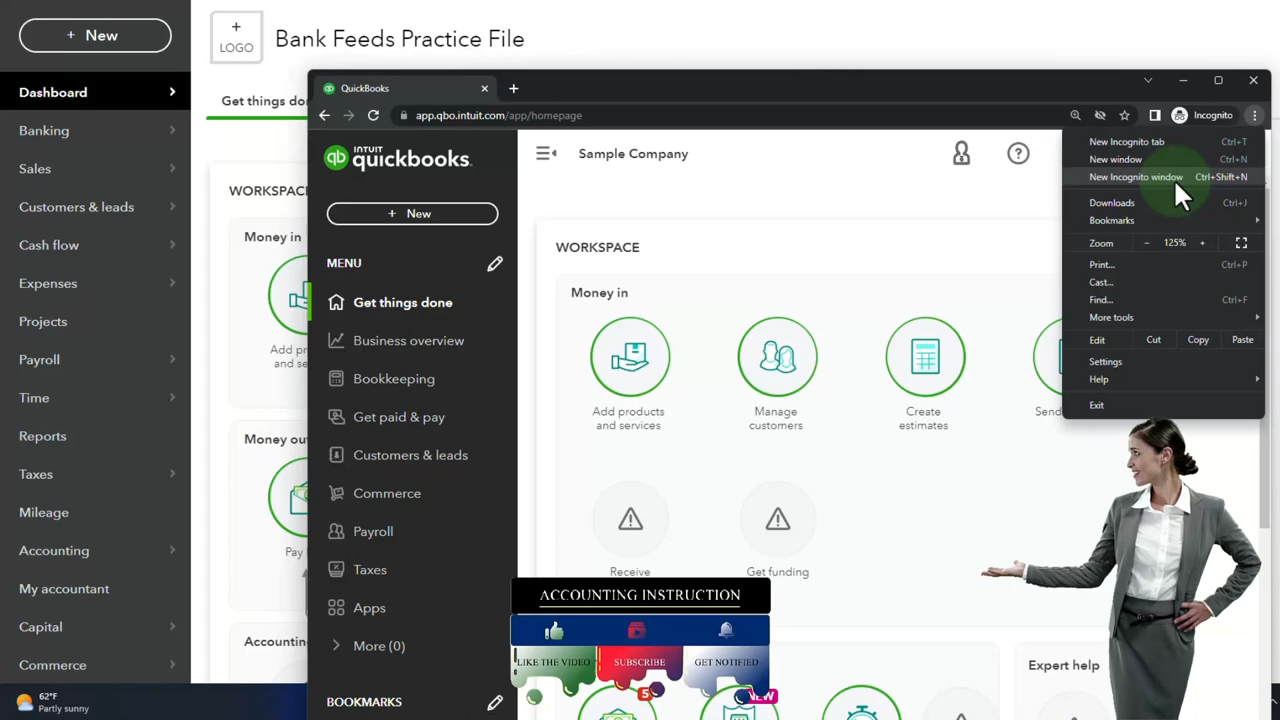 + New
+
LOGO
Bank Feeds Practice File
Dashboard
Banking
Sales
Customers & leads
Cash flow
Expenses
Projects
Payroll
Time
Reports
Taxes
Mileage
Accounting
My accountant
Capital
Commerce
62°F
Partly sunny
Get things do
WORKSP
Money in
Add pr
and se
Money ou
Pay
Accountin
QuickBooks
app.qbo.intuit.com/app/homepage
Incognito
INTUIT
quickbooks.
qb
Sample Company
+ New
MENU
Get things done
Business overview
Bookkeeping
Get paid & pay
Customers & leads
Commerce
Payroll
Taxes
Apps
More (0)
BOOKMARKS
WORKSPACE
Money in
Add products
and services
Manage
customers
Create
estimates
Send
Receive
Get funding
Expert help
New Incognito tab Ctrl+T
New window Ctrl+N
New Incognito window Ctrl+Shift+N
Downloads Ctrl+J
Bookmarks
Zoom - 125% +
Print... Ctrl+P
Cast...
Find... Ctrl+F
More tools
Edit Cut Copy Paste
Settings
Help
Exit
ACCOUNTING INSTRUCTION
LIKE THE VIDEO
SUBSCRIBE
GET NOTIFIED
5